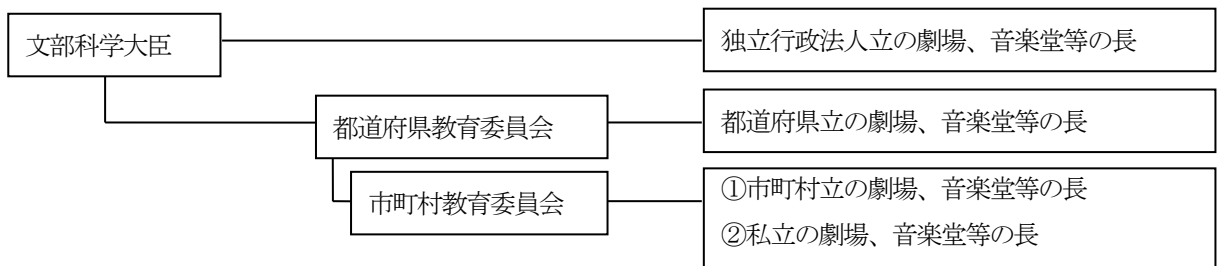 文部科学大臣
独立行政法人立の劇場、音楽堂等の長
都道府県教育委員会
都道府県立の劇場、音楽堂等の長
市町村教育委員会
①市町村立の劇場、音楽堂等の長
②私立の劇場、音楽堂等の長